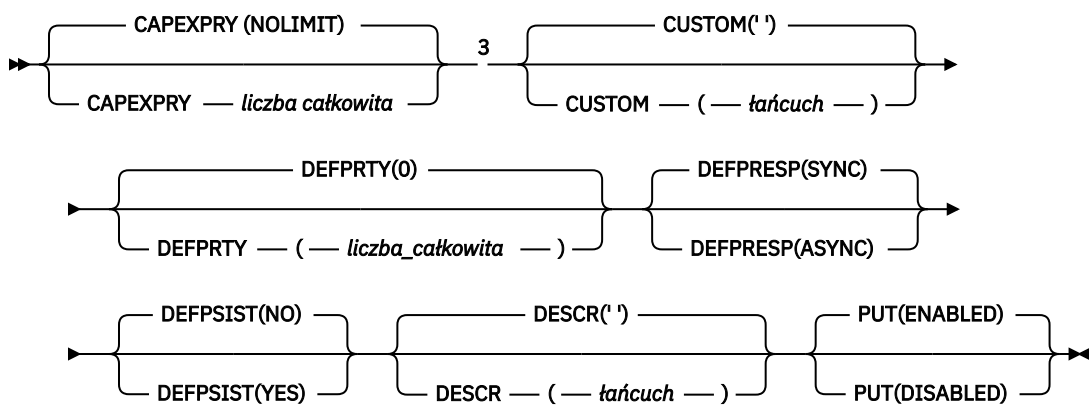 CAPEXPRY (NOLIMIT) 3 CUSTOM(' ')
CAPEXPRY liczba całkowita CUSTOM ( łańcuch )
DEFPRTY(0) DEFPRESP(SYNC)
DEFPRTY ( liczba_całkowita ) DEFPRESP(ASYNC)
DEFPSIST(NO) DESCR(' ') PUT(ENABLED)
DEFPSIST(YES) DESCR ( łańcuch ) PUT(DISABLED)